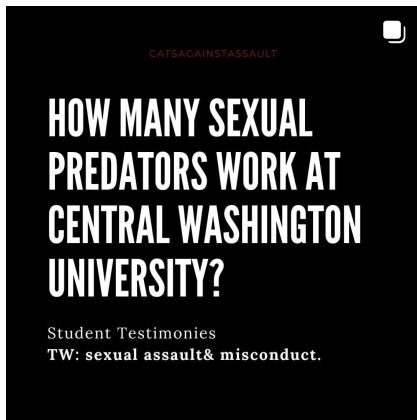 CATSAGAINSTASSAULT
HOW MANY SEXUAL
PREDATORS WORK AT
CENTRAL WASHINGTON
UNIVERSITY?
Student Testimonies
TW: sexual assault& misconduct.